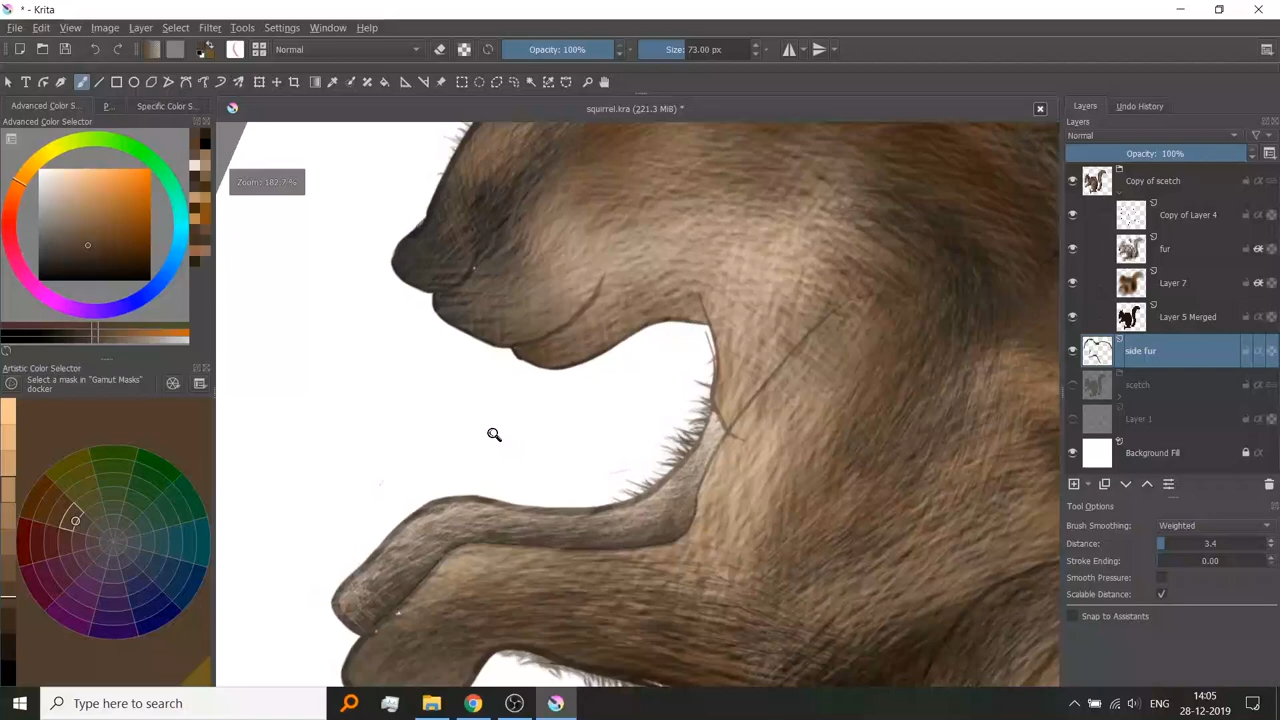 * - Krita
File Edit View Image Layer Select Filter Tools Settings Window Help
Normal Opacity: 100% Size: 73.00 px
Advanced Color S... P... Specific Color S...
squirrel.kra (221.3 MiB) *
Layers Undo History
Advanced Color Selector
Layers
Normal
Opacity: 100%
Zoom: 182.7 %
Copy of scetch
Copy of Layer 4
fur
Layer 7
Layer 5 Merged
side fur
scetch
Layer 1
Background Fill
Artistic Color Selector
Select a mask in "Gamut Masks"
docker
Tool Options
Brush Smoothing: Weighted
Distance: 3.4
Stroke Ending: 0.00
Smooth Pressure:
Scalable Distance:
Snap to Assistants
Type here to search
ENG
14:05
28-12-2019